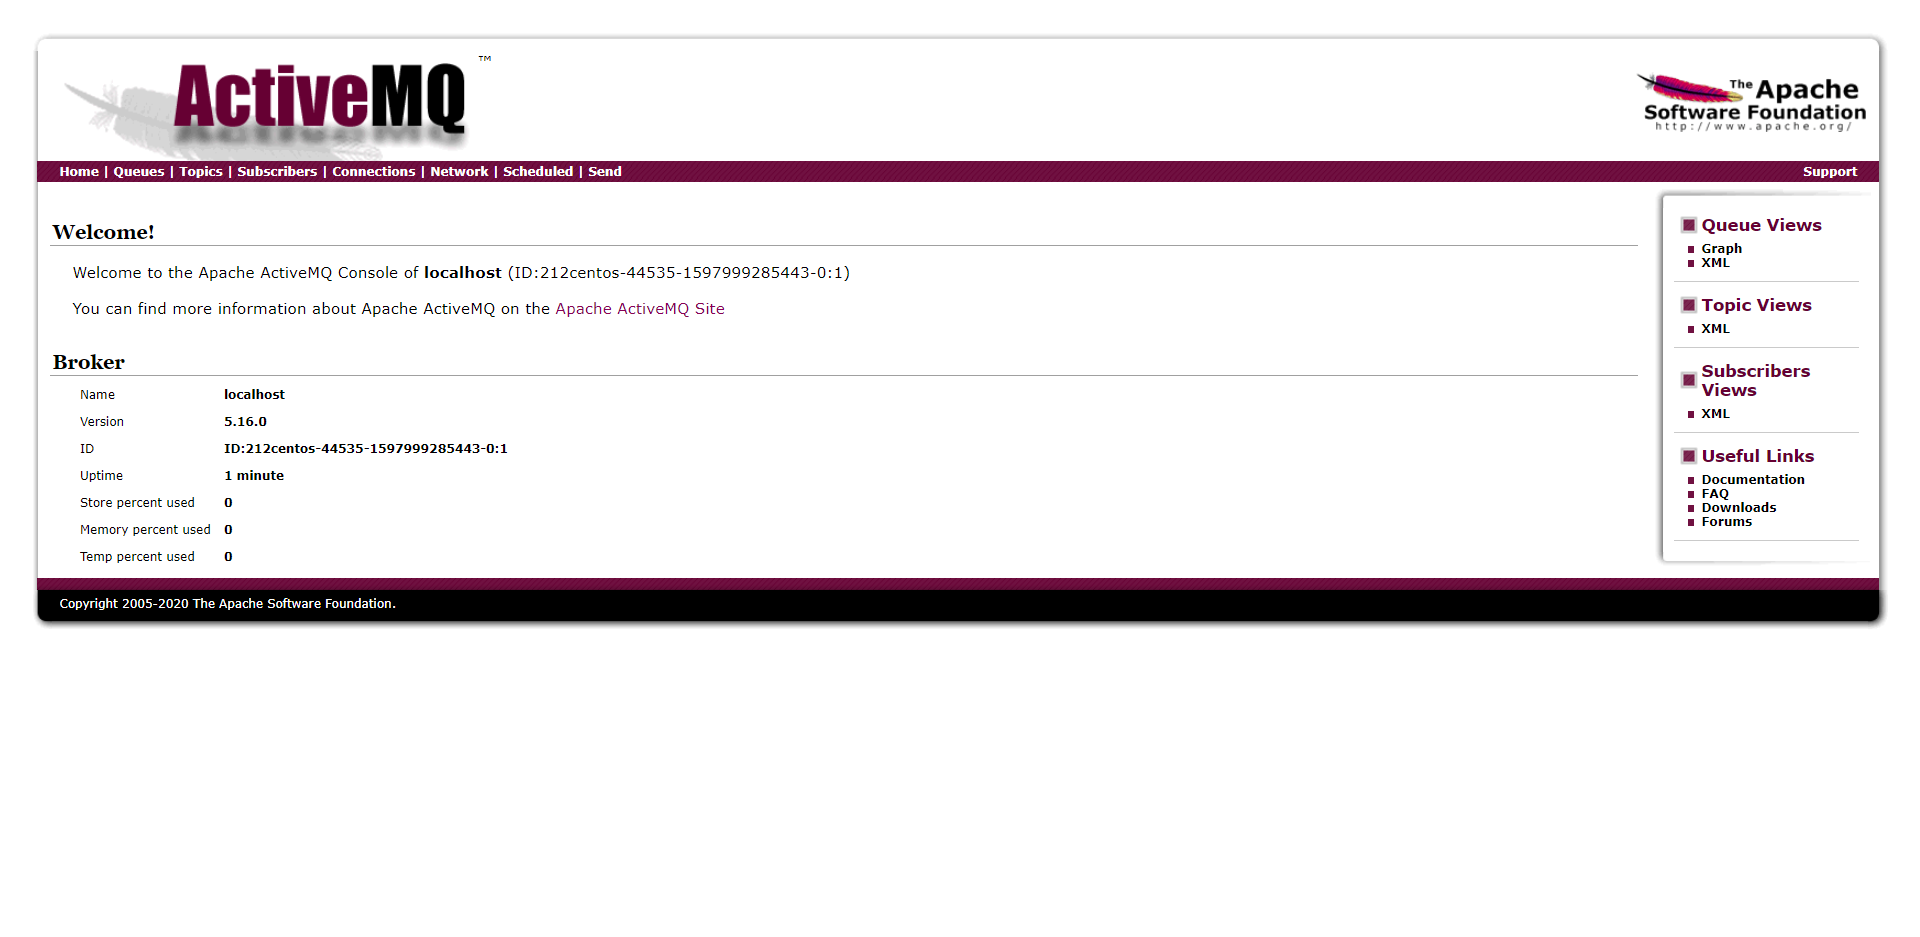 ActiveMQ ™
The Apache
Software Foundation
http://www.apache.org/
Home | Queues | Topics | Subscribers | Connections | Network | Scheduled | Send
Support
Welcome!
Welcome to the Apache ActiveMQ Console of localhost (ID:212centos-44535-1597999285443-0:1)
You can find more information about Apache ActiveMQ on the Apache ActiveMQ Site
Broker
Name localhost
Version 5.16.0
ID ID:212centos-44535-1597999285443-0:1
Uptime 1 minute
Store percent used 0
Memory percent used 0
Temp percent used 0
Queue Views
Graph
XML
Topic Views
XML
Subscribers
Views
XML
Useful Links
Documentation
FAQ
Downloads
Forums
Copyright 2005-2020 The Apache Software Foundation.